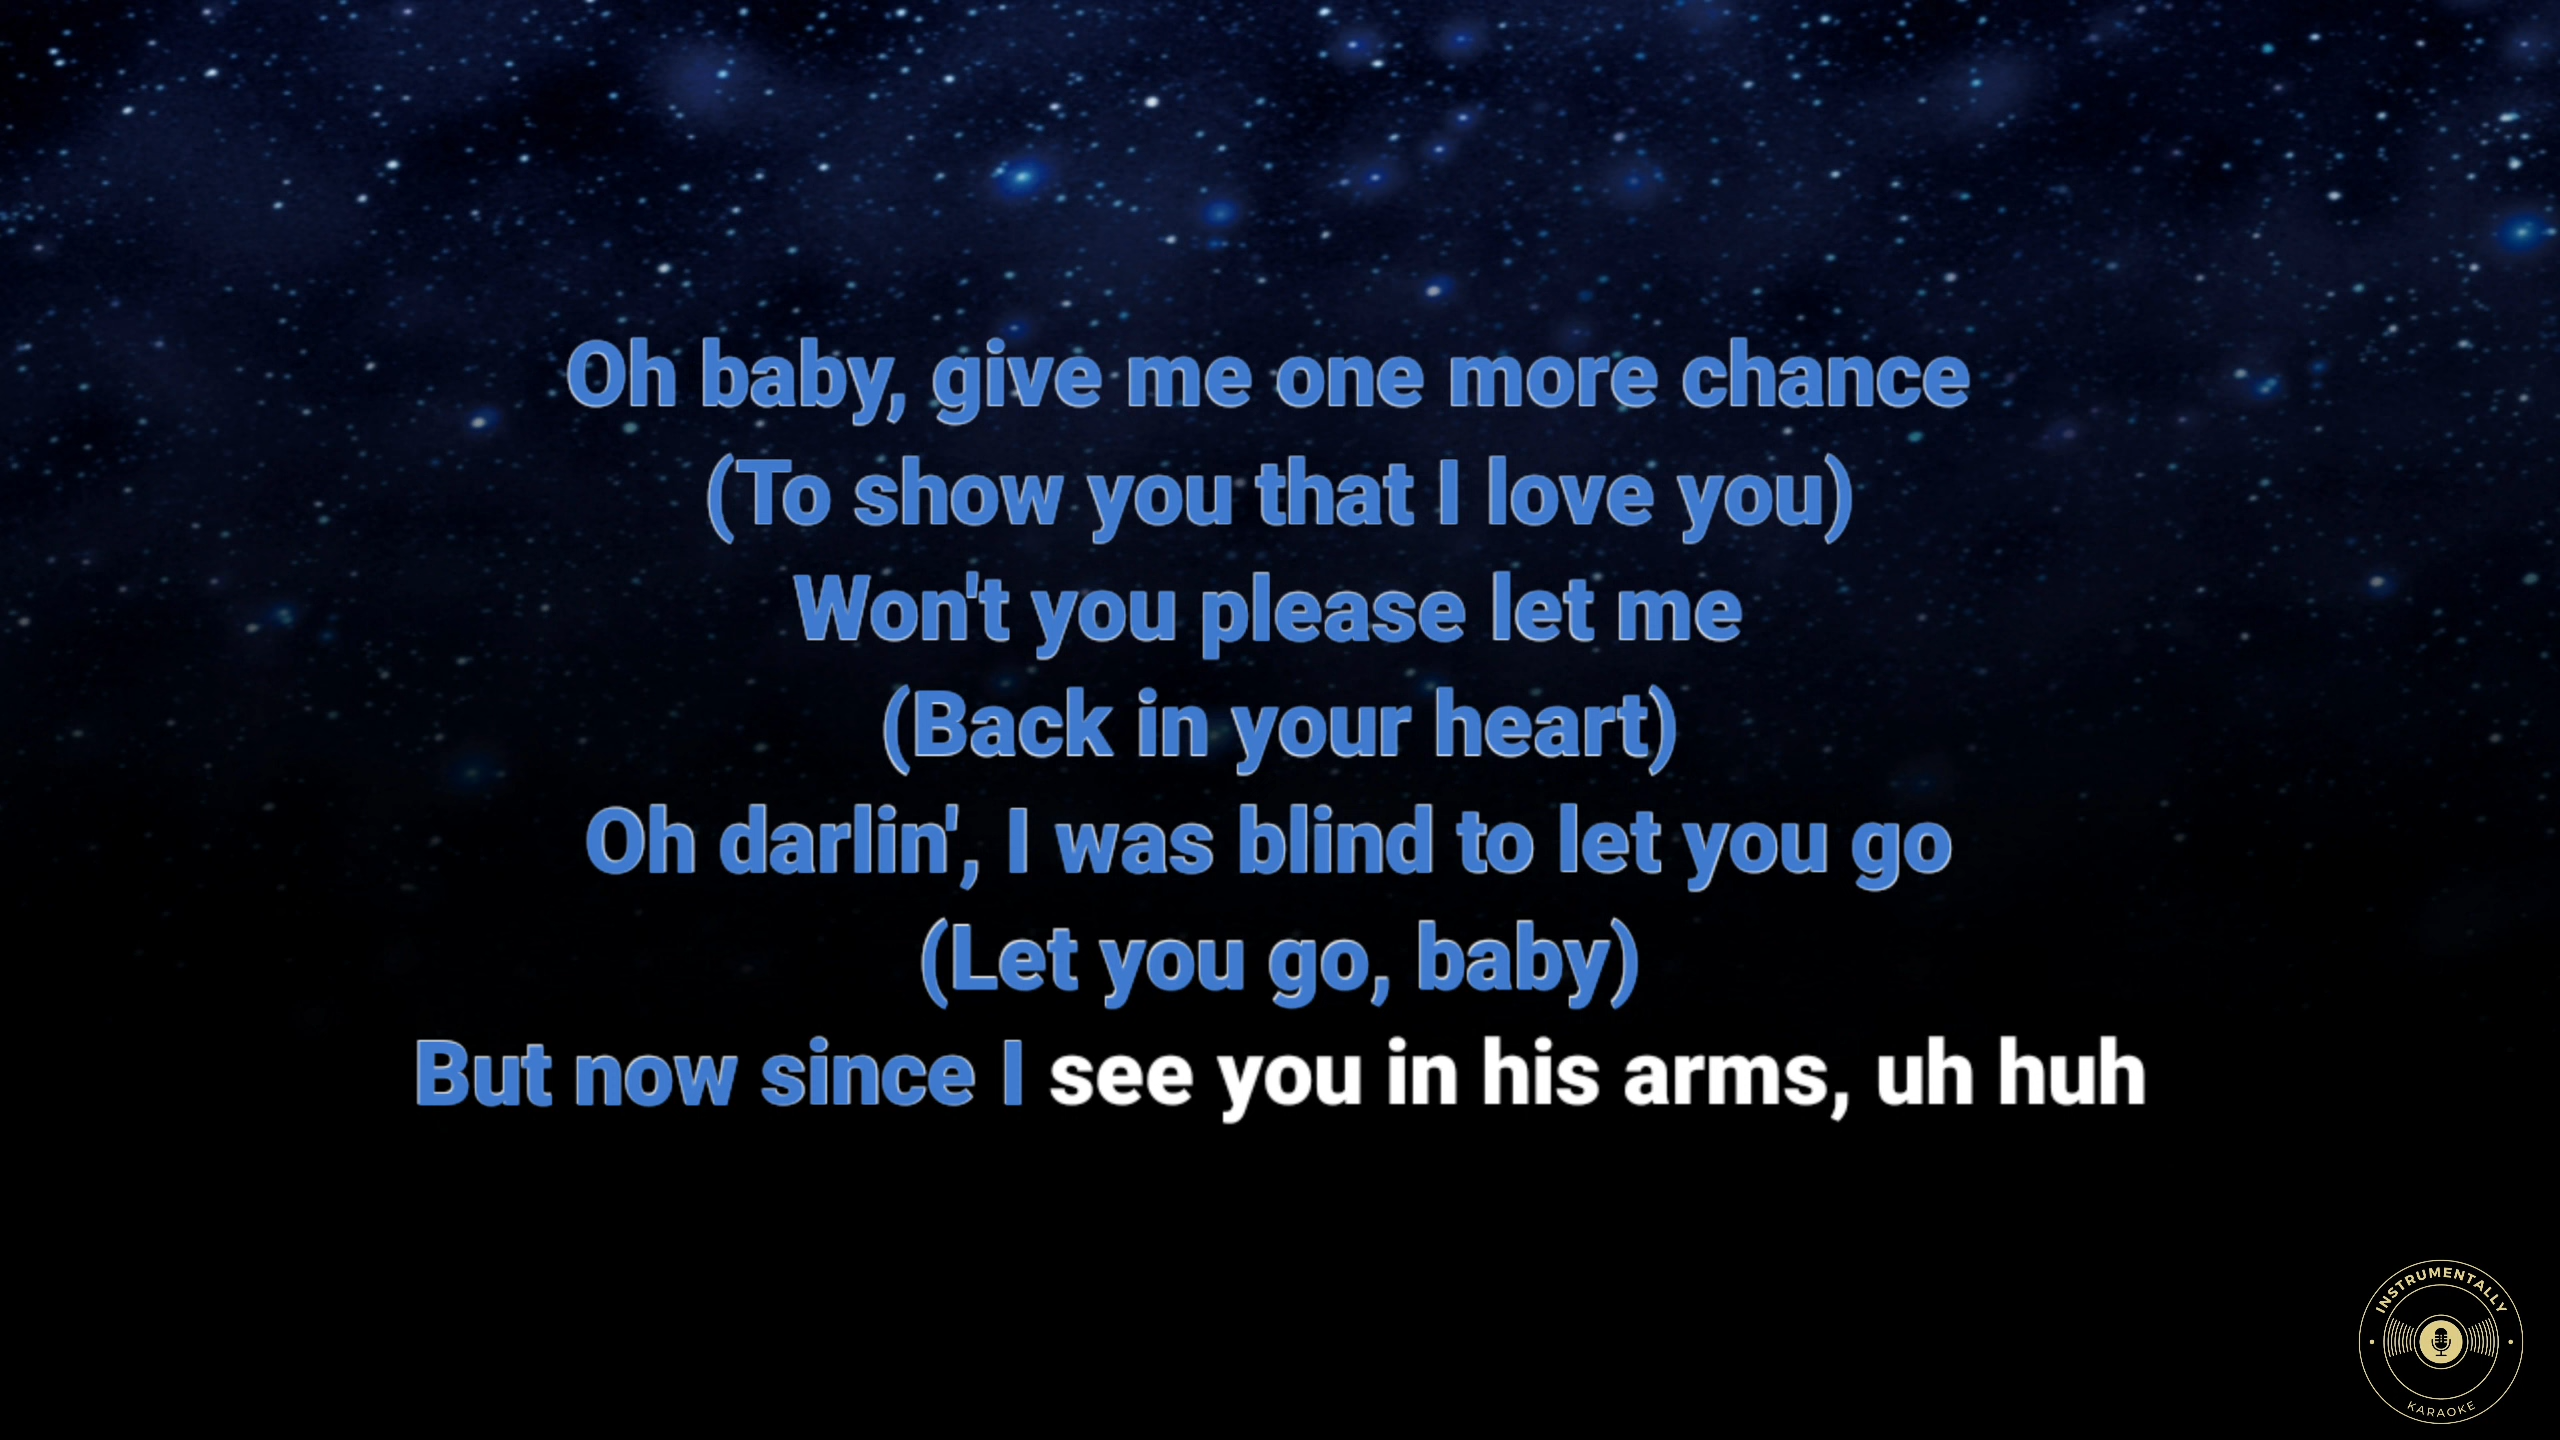 Oh baby, give me one more chance
(To show you that I love you)
Won't you please let me
(Back in your heart)
Oh darlin', I was blind to let you go
(Let you go, baby)
But now since I see you in his arms, uh huh
INSTRUMENTALLY
KARAOKE